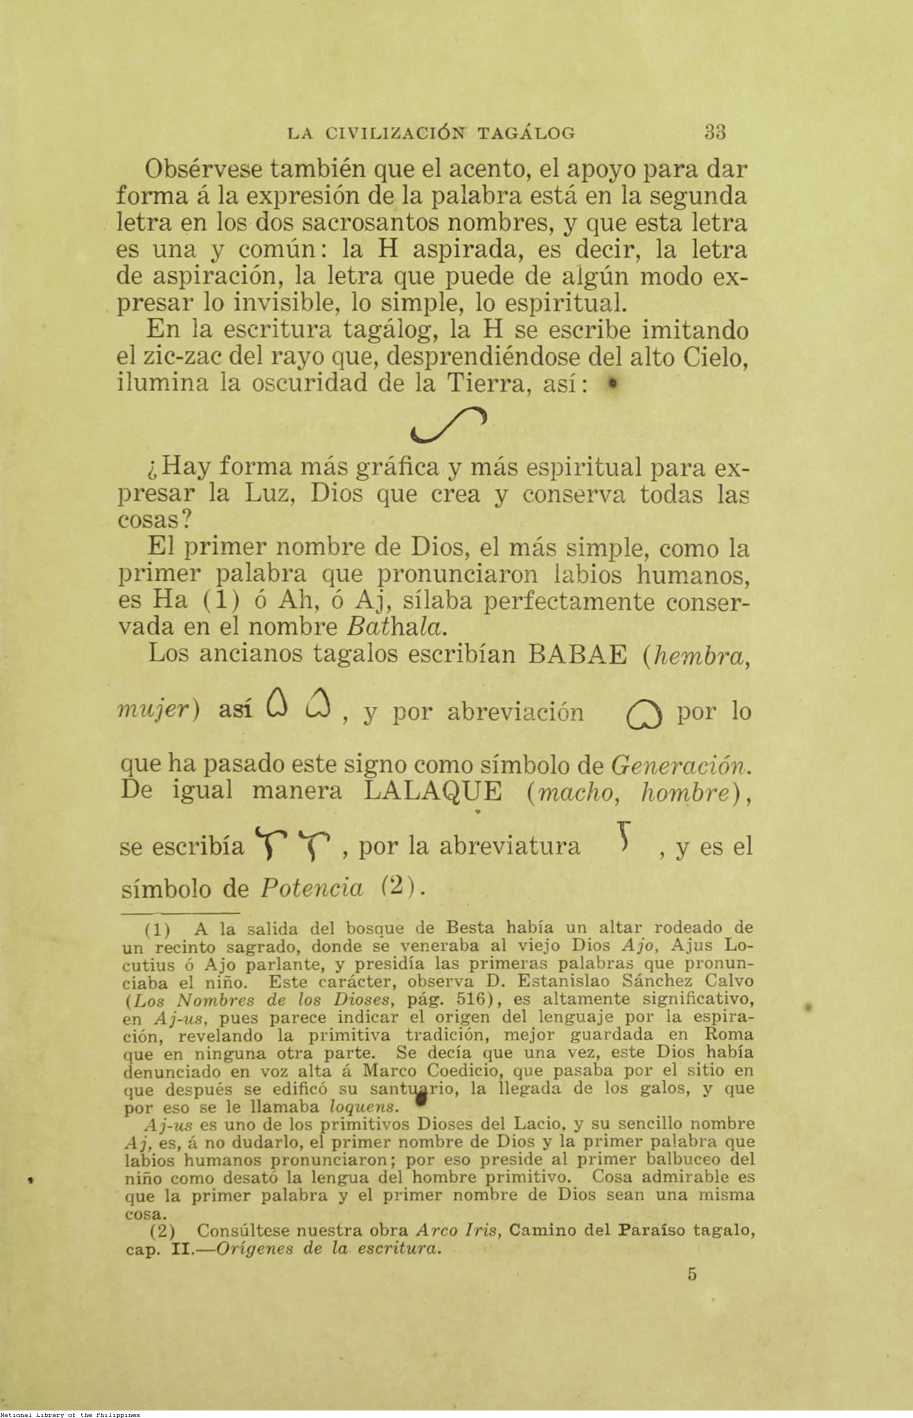 LA CIVILIZACIÓN TAGÁLOG 33
Obsérvese también que el acento, el apoyo para dar
forma á la expresión de la palabra está en la segunda
letra en los dos sacrosantos nombres, y que esta letra
es una y común: la H aspirada, es decir, la letra
de aspiración, la letra que puede de algún modo ex-
presar lo invisible, lo simple, lo espiritual.
En la escritura tagálog, la H se escribe imitando
el zic-zac del rayo que, desprendiéndose del alto Cielo,
ilumina la oscuridad de la Tierra, así:
ᜑ
¿Hay forma más gráfica y más espiritual para ex-
presar la Luz, Dios que crea y conserva todas las
cosas?
El primer nombre de Dios, el más simple, como la
primer palabra que pronunciaron labios humanos,
es Ha (1) ó Ah, ó Aj, sílaba perfectamente conser-
vada en el nombre Bathala.
Los ancianos tagalos escribían BABAE (hembra,
mujer) así ᜊ ᜊ , y por abreviación ᜊ por lo
que ha pasado este signo como símbolo de Generación.
De igual manera LALAQUE (macho, hombre),
se escribía ᜎ ᜎ , por la abreviatura , y es el
símbolo de Potencia (2).
(1) A la salida del bosque de Besta había un altar rodeado de
un recinto sagrado, donde se veneraba al viejo Dios Ajo, Ajus Lo-
cutius ó Ajo parlante, y presidía las primeras palabras que pronun-
ciaba el niño. Este carácter, observa D. Estanislao Sánchez Calvo
(Los Nombres de los Dioses, pág. 516), es altamente significativo,
en Aj-us, pues parece indicar el origen del lenguaje por la espira-
ción, revelando la primitiva tradición, mejor guardada en Roma
que en ninguna otra parte. Se decía que una vez, este Dios había
denunciado en voz alta á Marco Coedicio, que pasaba por el sitio en
que después se edificó su santuario, la llegada de los galos, y que
por eso se le llamaba loquens.
Aj-us es uno de los primitivos Dioses del Lacio, y su sencillo nombre
Aj, es, á no dudarlo, el primer nombre de Dios y la primer palabra que
labios humanos pronunciaron; por eso preside al primer balbuceo del
niño como desató la lengua del hombre primitivo. Cosa admirable es
que la primer palabra y el primer nombre de Dios sean una misma
cosa.
(2) Consúltese nuestra obra Arco Iris, Camino del Paraíso tagalo,
cap. II.—Orígenes de la escritura.
5
National Library of the Philippines